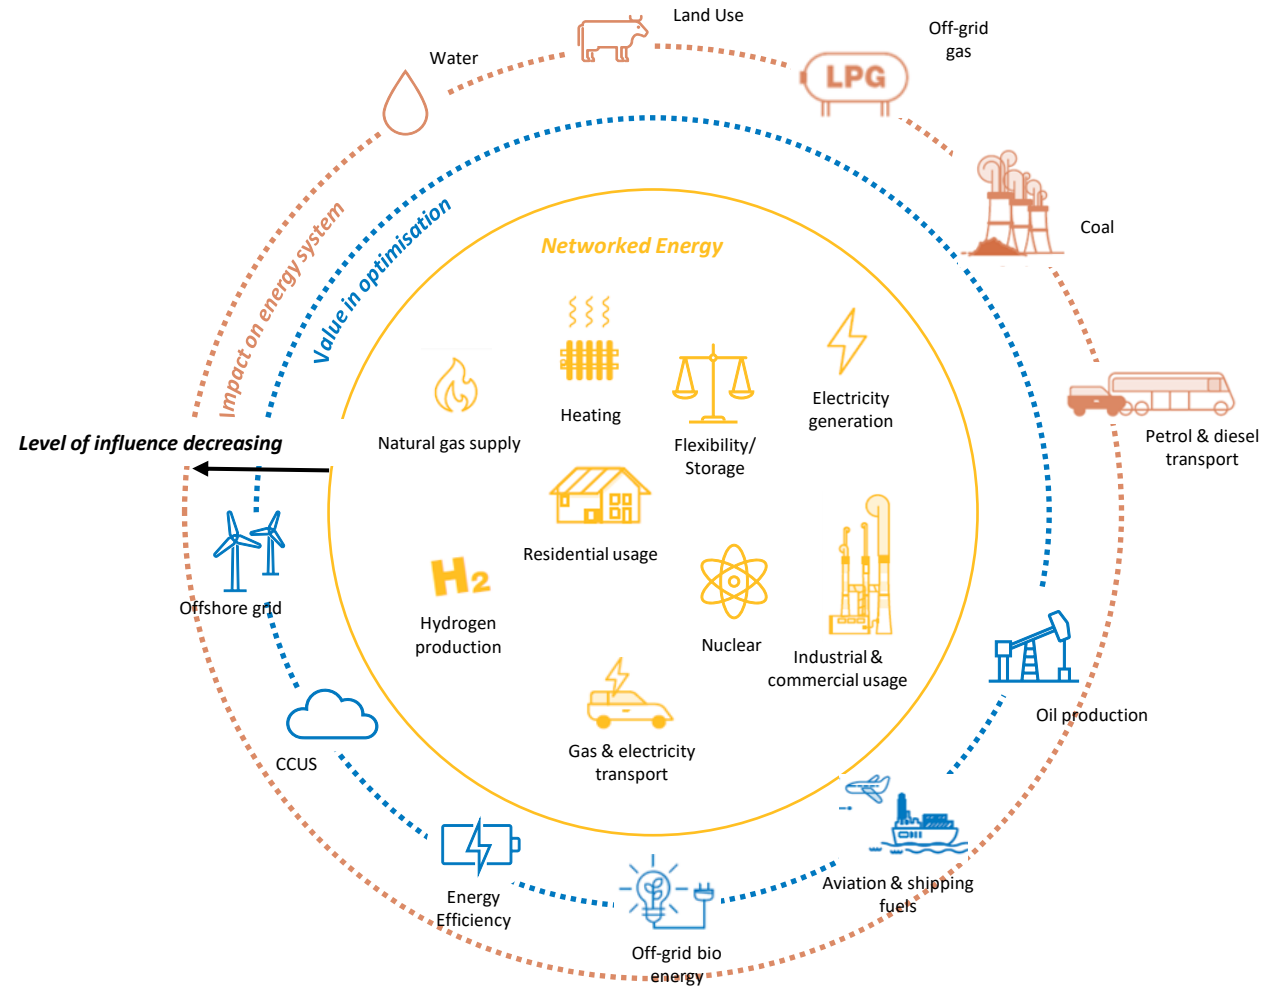 Land Use
Off-grid
gas
Water
LPG
Coal
Impact on energy system
Value in optimisation
Networked Energy
Heating
Electricity
generation
Natural gas supply
Flexibility/
Storage
Petrol & diesel
transport
Level of influence decreasing
Residential usage
H2
Offshore grid
Hydrogen
production
Nuclear
Industrial &
commercial usage
Oil production
Gas & electricity
transport
CCUS
Energy
Efficiency
Aviation & shipping
fuels
Off-grid bio
energy